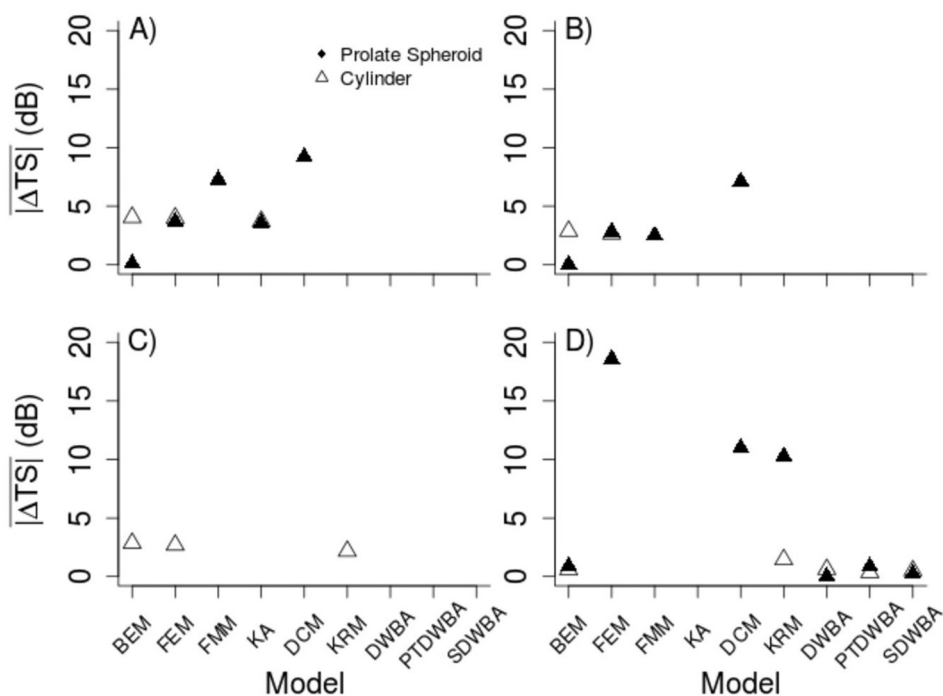 A)
20
15
10
5
0
|ΔTS| (dB)
Prolate Spheroid
Cylinder
B)
20
15
10
5
0
C)
20
15
10
5
0
|ΔTS| (dB)
BEM
FEM
FMM
KA
DCM
KRM
DWBA
PTDWBA
SDWBA
Model
D)
20
15
10
5
0
BEM
FEM
FMM
KA
DCM
KRM
DWBA
PTDWBA
SDWBA
Model